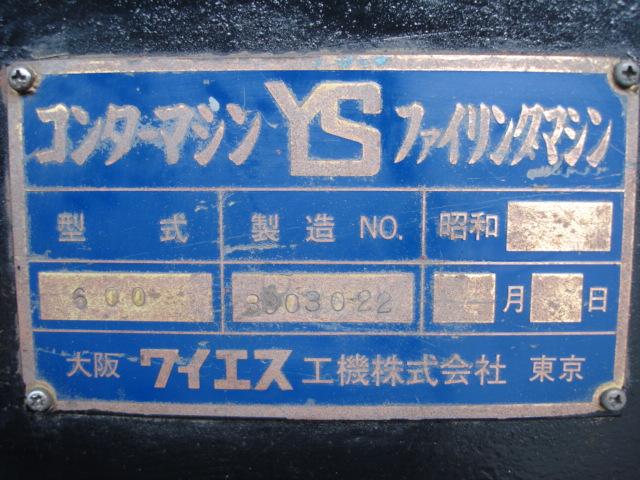 コンターマシン YS ファイリングマシン
型式 製造 NO. 昭和
600 月 日
大阪 ワイエス工機株式会社 東京